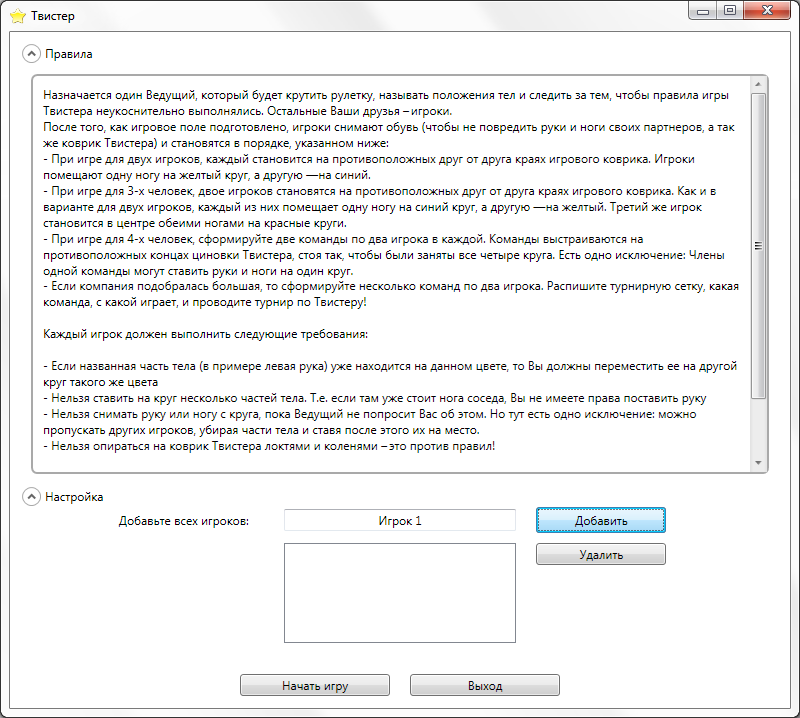 Твистер
Правила
Назначается один Ведущий, который будет крутить рулетку, называть положения тел и следить за тем, чтобы правила игры
Твистера неукоснительно выполнялись. Остальные Ваши друзья – игроки.
После того, как игровое поле подготовлено, игроки снимают обувь (чтобы не повредить руки и ноги своих партнеров, а так
же коврик Твистера) и становятся в порядке, указанном ниже:
- При игре для двух игроков, каждый становится на противоположных друг от друга краях игрового коврика. Игроки
помещают одну ногу на желтый круг, а другую —на синий.
- При игре для 3-х человек, двое игроков становятся на противоположных друг от друга краях игрового коврика. Как и в
варианте для двух игроков, каждый из них помещает одну ногу на синий круг, а другую —на желтый. Третий же игрок
становится в центре обеими ногами на красные круги.
- При игре для 4-х человек, сформируйте две команды по два игрока в каждой. Команды выстраиваются на
противоположных концах циновки Твистера, стоя так, чтобы были заняты все четыре круга. Есть одно исключение: Члены
одной команды могут ставить руки и ноги на один круг.
- Если компания подобралась большая, то сформируйте несколько команд по два игрока. Распишите турнирную сетку, какая
команда, с какой играет, и проводите турнир по Твистеру!
Каждый игрок должен выполнить следующие требования:
- Если названная часть тела (в примере левая рука) уже находится на данном цвете, то Вы должны переместить ее на другой
круг такого же цвета
- Нельзя ставить на круг несколько частей тела. Т.е. если там уже стоит нога соседа, Вы не имеете права поставить руку
- Нельзя снимать руку или ногу с круга, пока Ведущий не попросит Вас об этом. Но тут есть одно исключение: можно
пропускать других игроков, убирая части тела и ставя после этого их на место.
- Нельзя опираться на коврик Твистера локтями и коленями – это против правил!
Настройка
Добавьте всех игроков:
Игрок 1
Добавить
Удалить
Начать игру
Выход